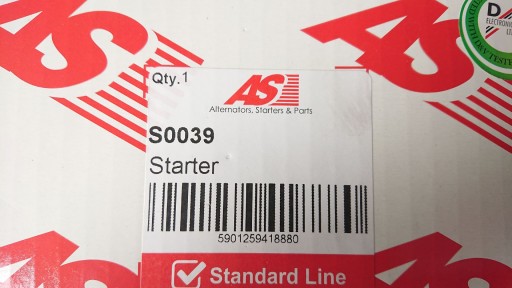 Qty.1
AS
Alternators, Starters & Parts
S0039
Starter
5901259418880
Standard Line